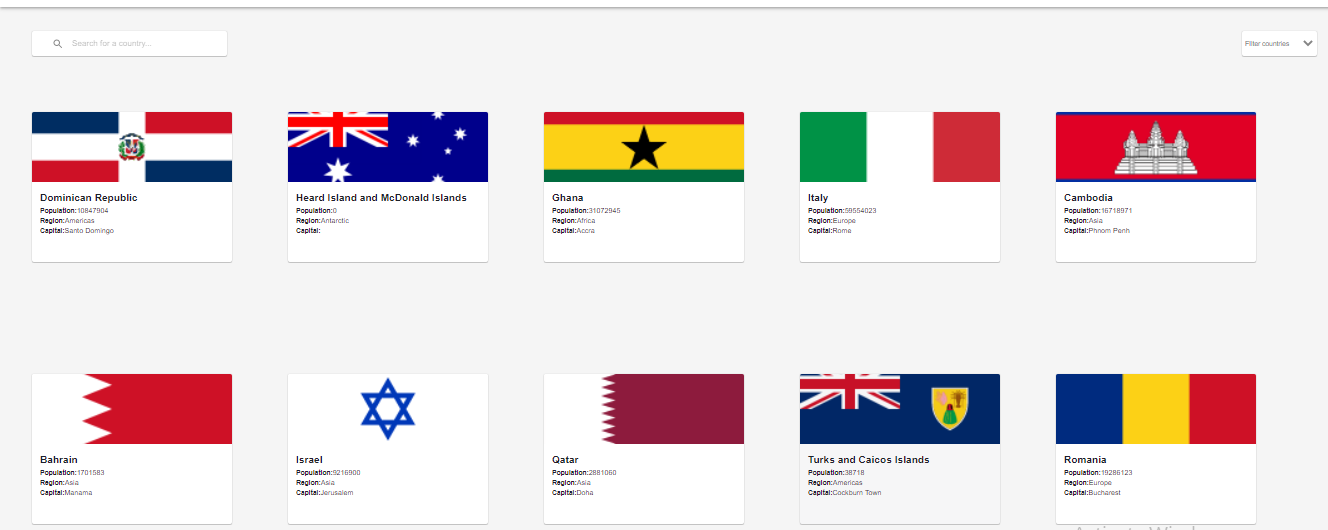 Search for a country...
Filter countries
Dominican Republic
Population:10847904
Region:Americas
Capital:Santo Domingo
Heard Island and McDonald Islands
Population:0
Region:Antarctic
Capital:
Ghana
Population:31072945
Region:Africa
Capital:Accra
Italy
Population:59554023
Region:Europe
Capital:Rome
Cambodia
Population:16718971
Region:Asia
Capital:Phnom Penh
Bahrain
Population:1701583
Region:Asia
Capital:Manama
Israel
Population:9216900
Region:Asia
Capital:Jerusalem
Qatar
Population:2881060
Region:Asia
Capital:Doha
Turks and Caicos Islands
Population:38718
Region:Americas
Capital:Cockburn Town
Romania
Population:19286123
Region:Europe
Capital:Bucharest